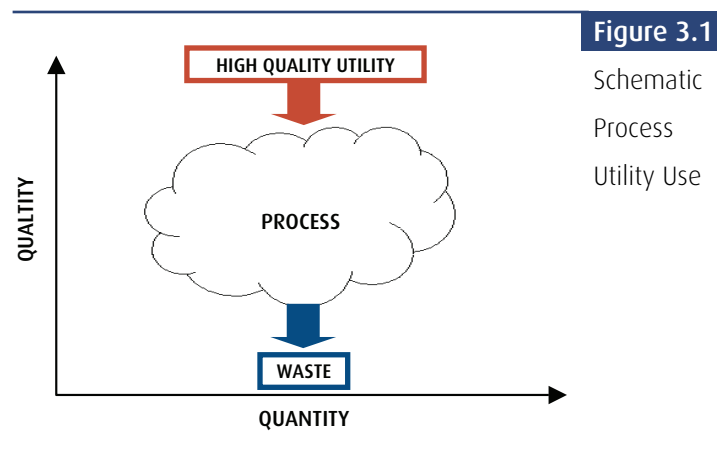 Figure 3.1
Schematic
Process
Utility Use
HIGH QUALITY UTILITY
PROCESS
QUALTITY
WASTE
QUANTITY